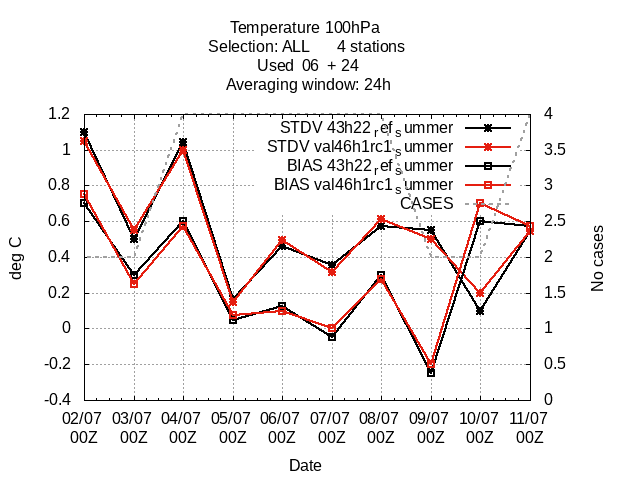 Temperature 100hPa
Selection: ALL 4 stations
Used 06 + 24
Averaging window: 24h
STDV 43h22refsummer
STDV val46h1rc1summer
BIAS 43h22refsummer
BIAS val46h1rc1summer
CASES
1.2
1
0.8
0.6
0.4
0.2
0
-0.2
-0.4
deg C
4
3.5
3
2.5
2
1.5
1
0.5
0
No cases
02/07 03/07 04/07 05/07 06/07 07/07 08/07 09/07 10/07 11/07
00Z 00Z 00Z 00Z 00Z 00Z 00Z 00Z 00Z 00Z
Date